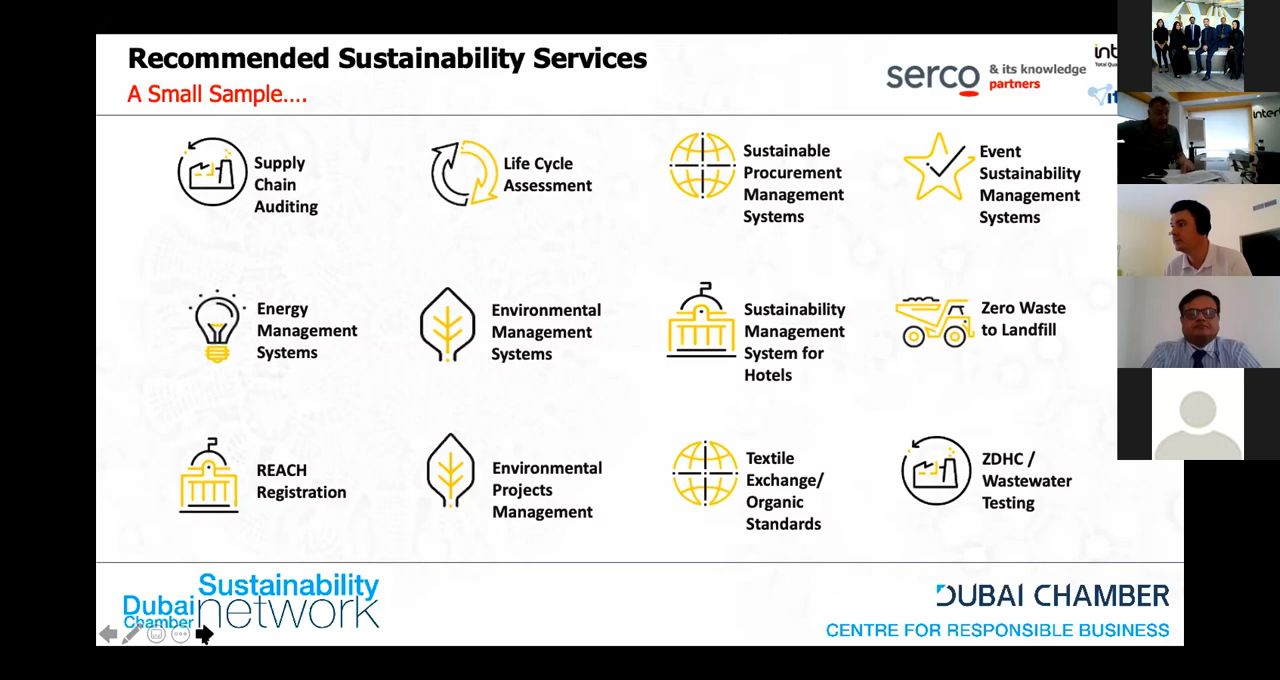 Recommended Sustainability Services
A Small Sample....
serco
& its knowledge
partners
Supply
Chain
Auditing
Life Cycle
Assessment
Sustainable
Procurement
Management
Systems
Event
Sustainability
Management
Systems
Energy
Management
Systems
Environmental
Management
Systems
Sustainability
Management
System for
Hotels
Zero Waste
to Landfill
REACH
Registration
Environmental
Projects
Management
Textile
Exchange/
Organic
Standards
ZDHC /
Wastewater
Testing
Dubai
Chamber
Sustainability
network
DUBAI CHAMBER
CENTRE FOR RESPONSIBLE BUSINESS